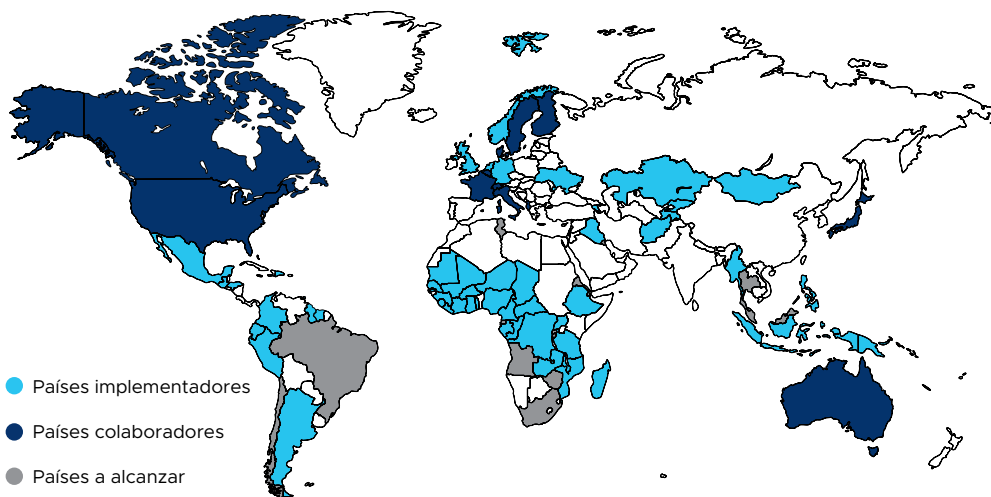 Países implementadores
Países colaboradores
Países a alcanzar